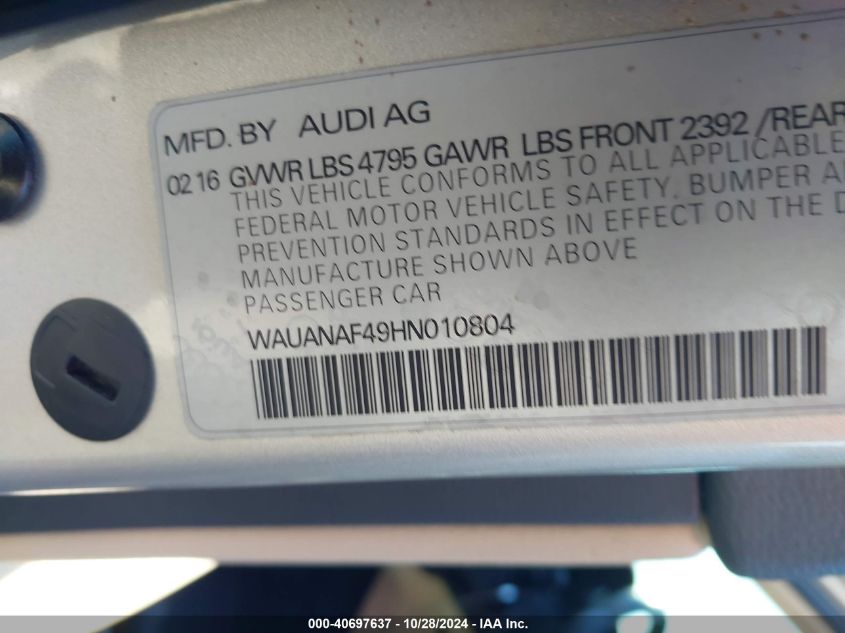 MFD. BY AUDI AG
02 16 GVWR LBS 4795 GAWR LBS FRONT 2392 /REAR
THIS VEHICLE CONFORMS TO ALL APPLICABLE
FEDERAL MOTOR VEHICLE SAFETY, BUMPER
PREVENTION STANDARDS IN EFFECT ON THE
MANUFACTURE SHOWN ABOVE
PASSENGER CAR
WAUANAF49HN010804
000-40697637 - 10/28/2024 - IAA Inc.